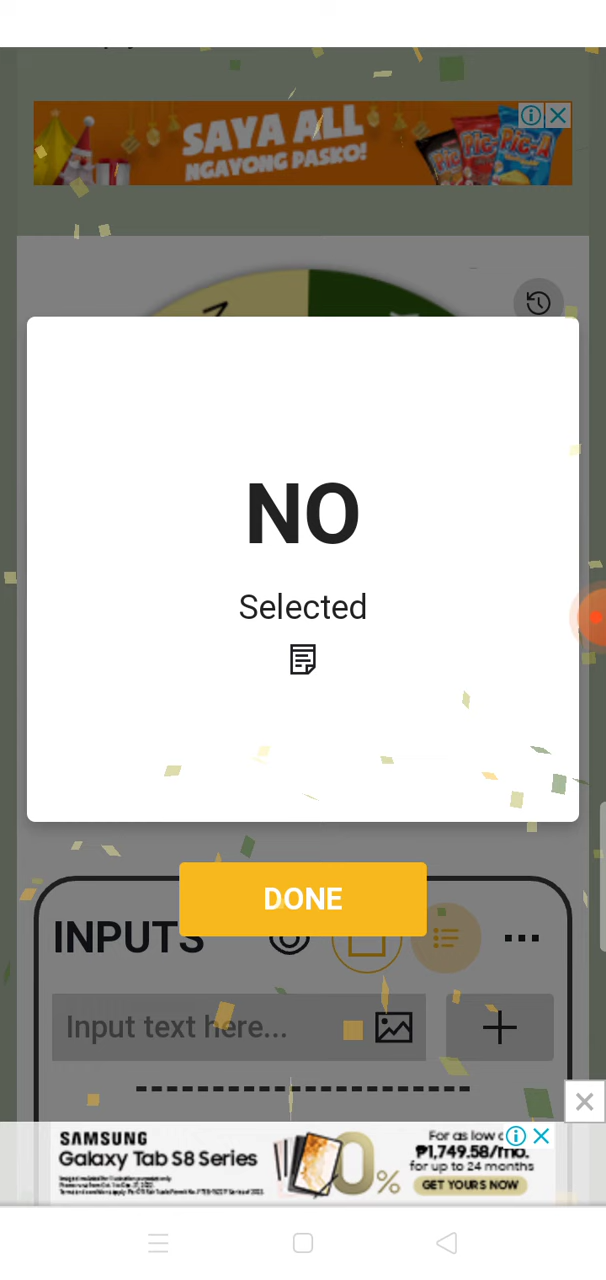 SAYA ALL
NGAYONG PASKO!
NO
Selected
DONE
INPUTS
Input text here...
SAMSUNG
Galaxy Tab S8 Series
0%
For as low
₱1,749.58/mo.
for up to 24 months
GET YOURS NOW